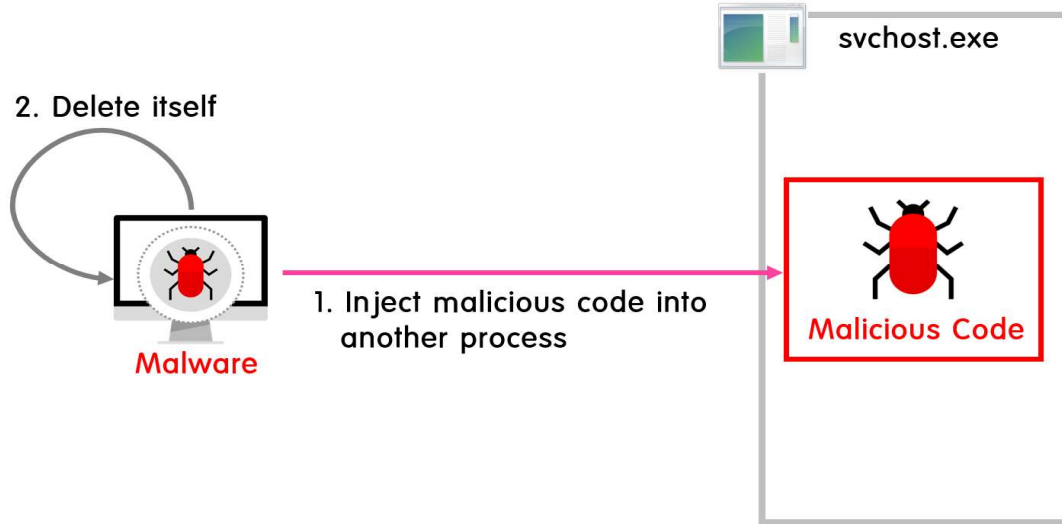 svchost.exe
2. Delete itself
1. Inject malicious code into
another process
Malware
Malicious Code